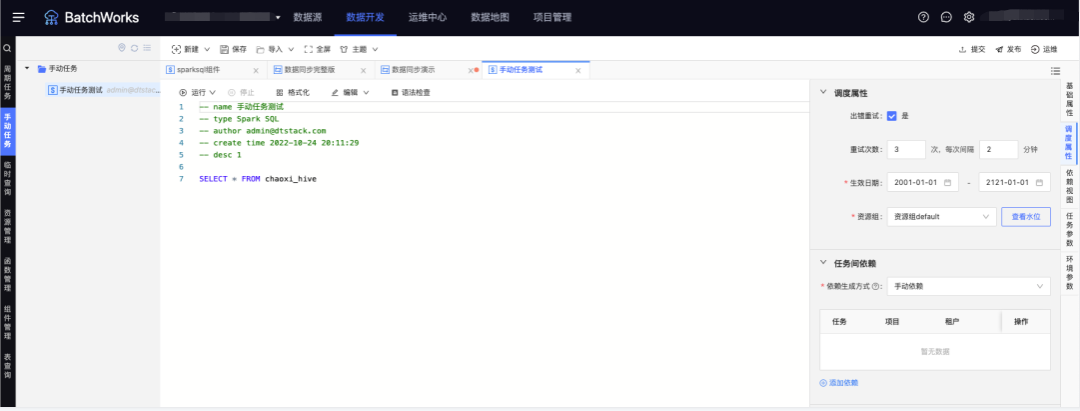 BatchWorks
数据源
数据开发
运维中心
数据地图
项目管理
周期任务
手动任务
临时查询
资源管理
函数管理
组件管理
表查询
手动任务
手动任务测试 admin@dtstac...
新建 保存 导入 全屏 主题
提交 发布 运维
sparksql组件 数据同步完整版 数据同步演示 手动任务测试
运行 停止 格式化 编辑 语法检查
1 -- name 手动任务测试
2 -- type Spark SQL
3 -- author admin@dtstack.com
4 -- create time 2022-10-24 20:11:29
5 -- desc 1
6
7 SELECT * FROM chaoxi_hive
调度属性
出错重试: 是
重试次数: 3 次, 每次间隔 2 分钟
* 生效日期: 2001-01-01 - 2121-01-01
* 资源组: 资源组default 查看水位
任务间依赖
* 依赖生成方式 : 手动依赖
任务 项目 租户 操作
暂无数据
添加依赖
基础属性
调度属性
依赖视图
任务参数
环境参数